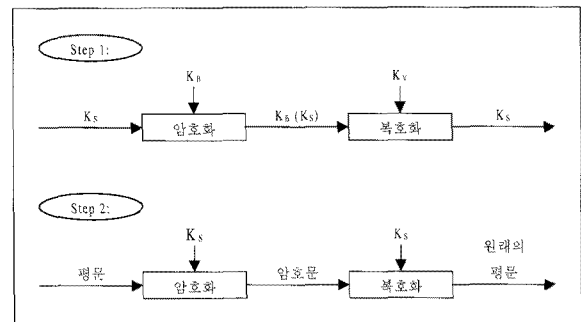 Step 1:
K_B K_V
K_S 암호화 K_B (K_S) 복호화 K_S
Step 2:
K_S K_S 원래의
평문 암호화 암호문 복호화 평문